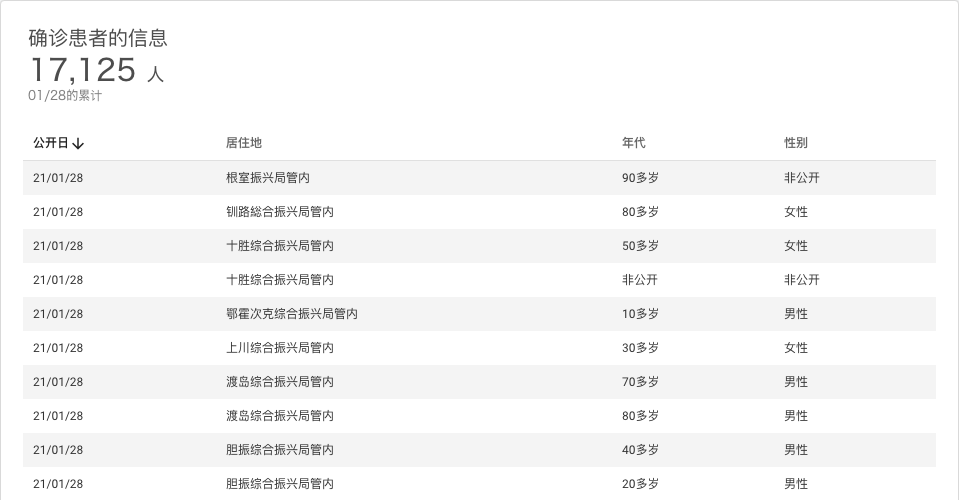 确诊患者的信息
17,125 人
01/28的累计
公开日↓ 居住地 年代 性别
21/01/28 根室振兴局管内 90多岁 非公开
21/01/28 钏路総合振兴局管内 80多岁 女性
21/01/28 十胜综合振兴局管内 50多岁 女性
21/01/28 十胜综合振兴局管内 非公开 非公开
21/01/28 鄂霍次克综合振兴局管内 10多岁 男性
21/01/28 上川综合振兴局管内 30多岁 女性
21/01/28 渡岛综合振兴局管内 70多岁 男性
21/01/28 渡岛综合振兴局管内 80多岁 男性
21/01/28 胆振综合振兴局管内 40多岁 男性
21/01/28 胆振综合振兴局管内 20多岁 男性